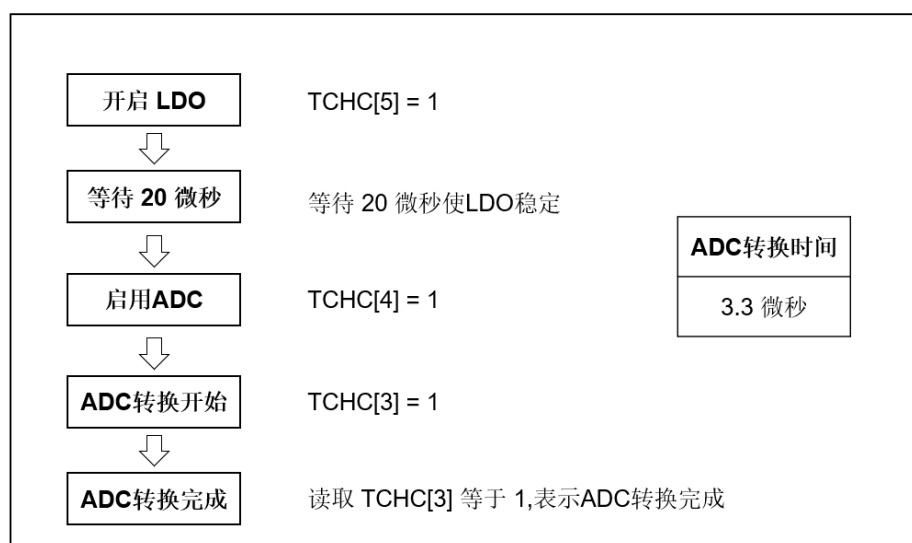 开启 LDO
TCHC[5] = 1
等待 20 微秒
等待 20 微秒使LDO稳定
启用ADC
TCHC[4] = 1
ADC转换开始
TCHC[3] = 1
ADC转换完成
读取 TCHC[3] 等于 1,表示ADC转换完成
ADC转换时间
3.3 微秒